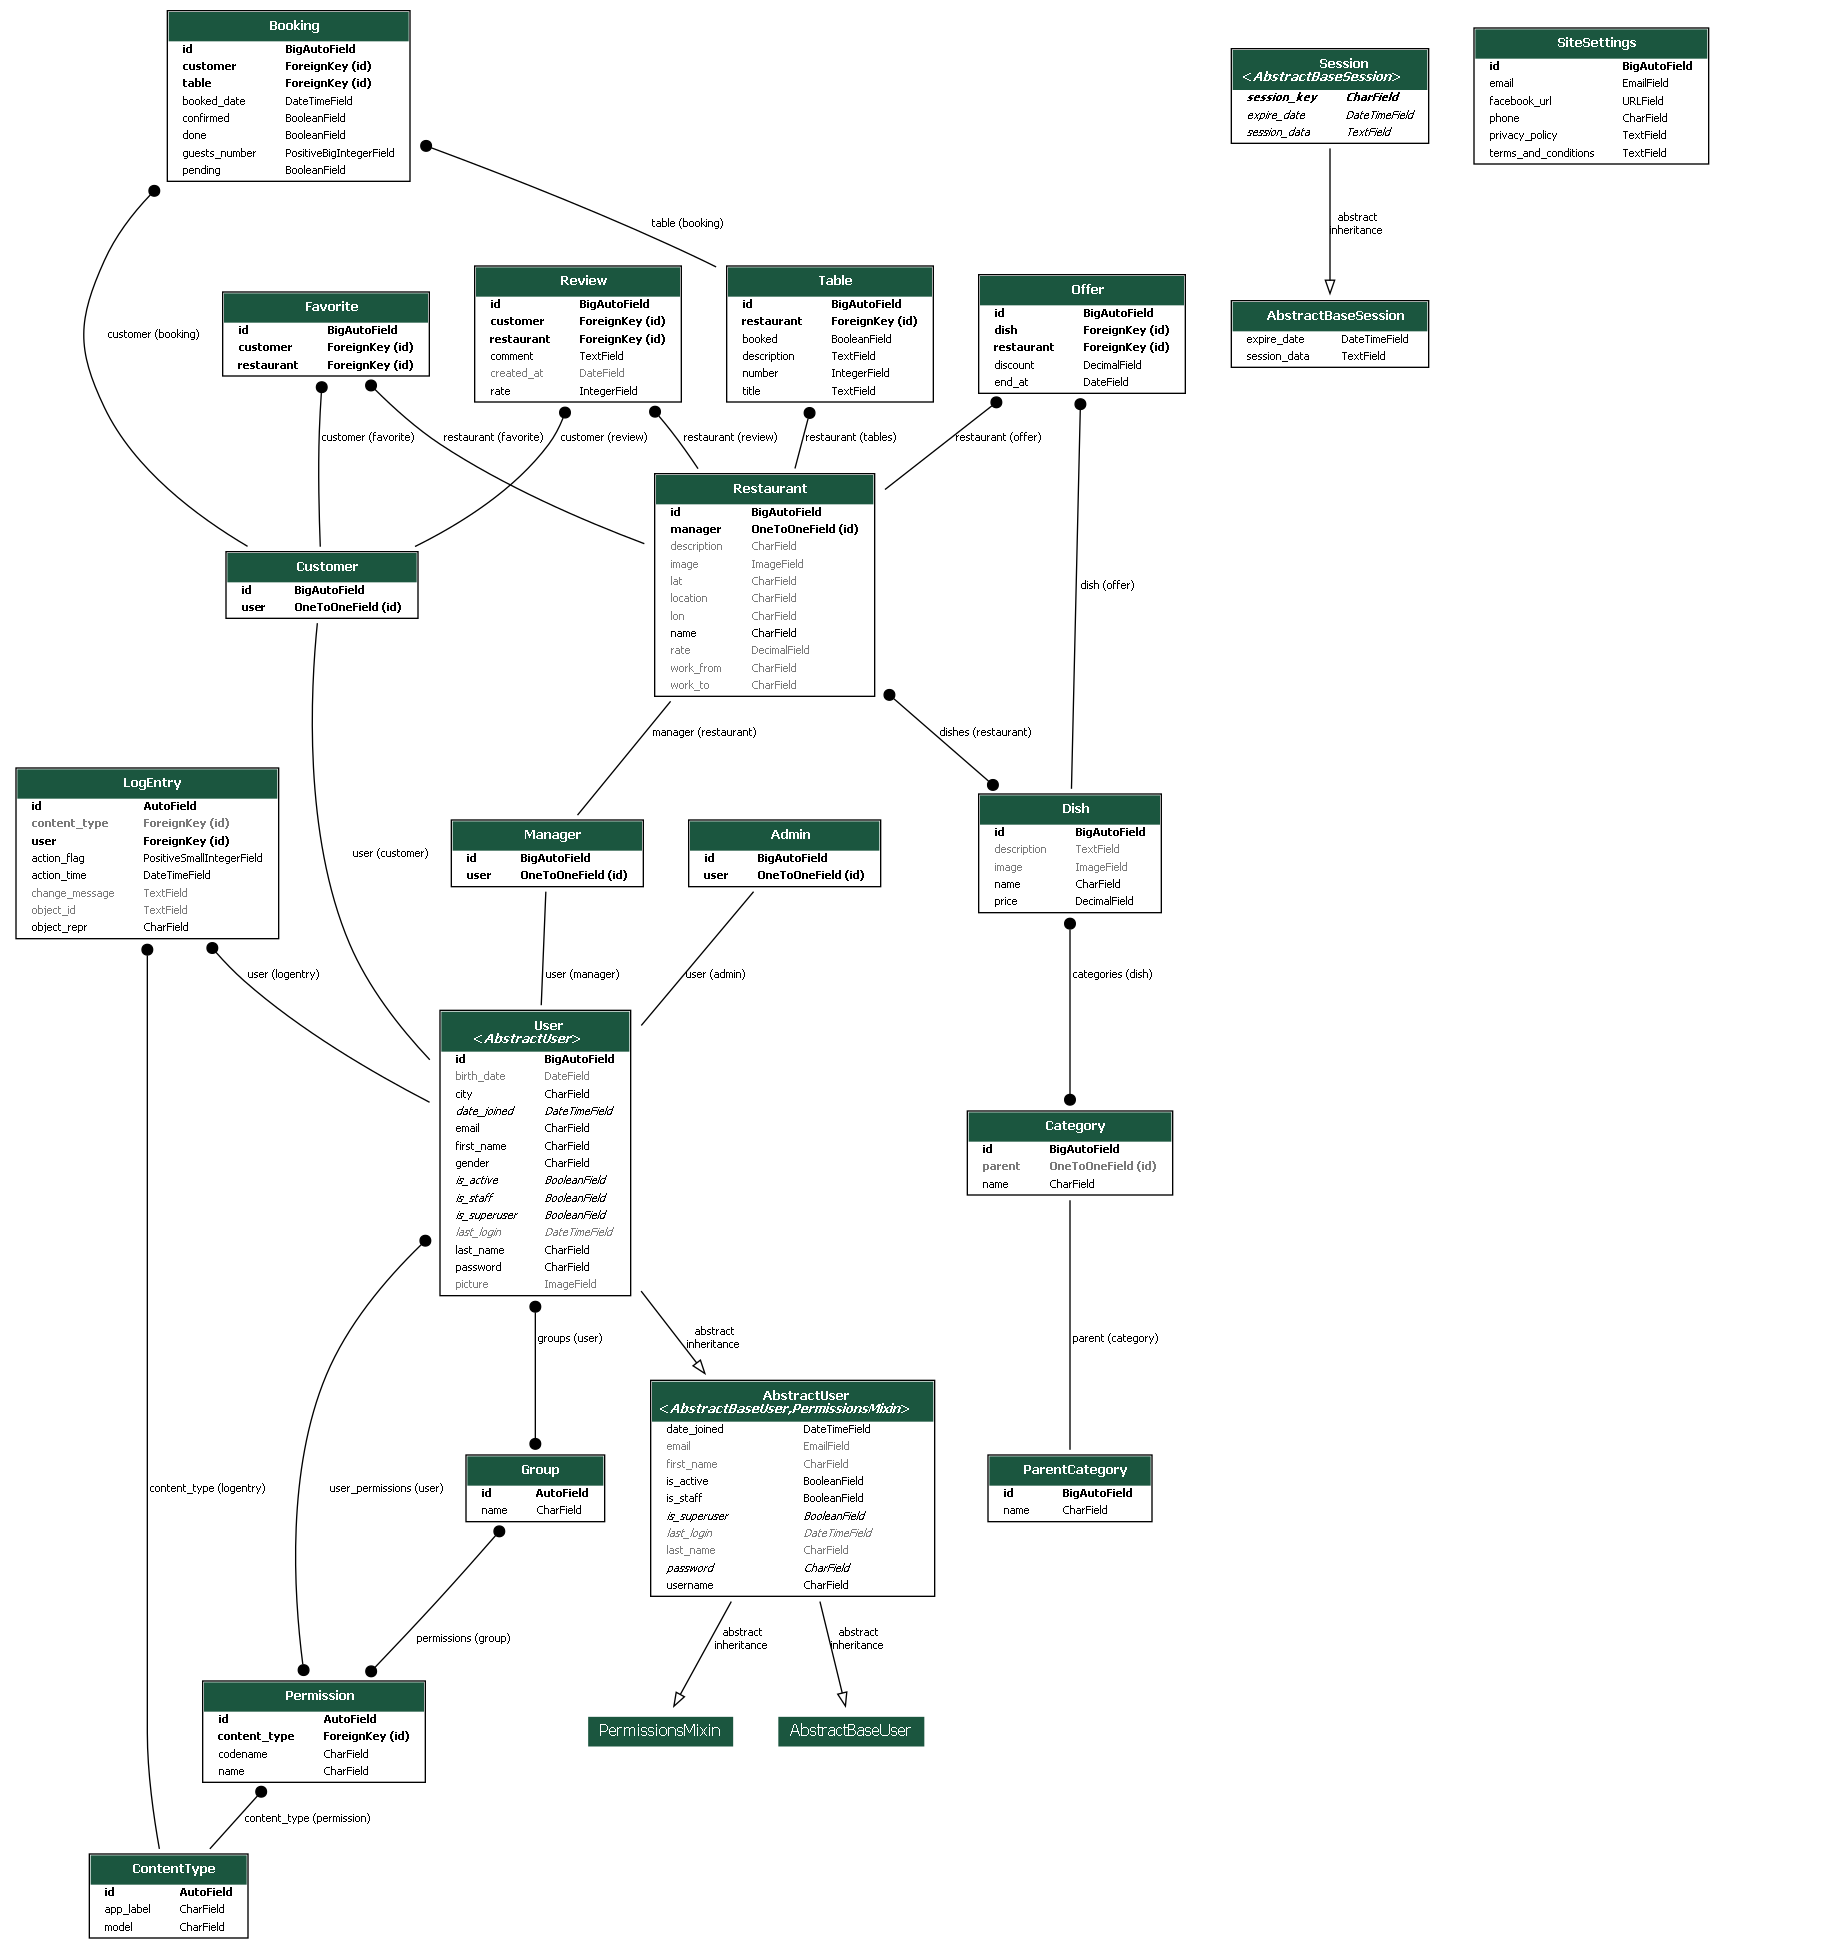 Booking
id BigAutoField
customer ForeignKey (id)
table ForeignKey (id)
booked_date DateTimeField
confirmed BooleanField
done BooleanField
guests_number PositiveBigIntegerField
pending BooleanField
Session
<AbstractBaseSession>
session_key CharField
expire_date DateTimeField
session_data TextField
SiteSettings
id BigAutoField
email EmailField
facebook_url URLField
phone CharField
privacy_policy TextField
terms_and_conditions TextField
table (booking)
abstract
inheritance
customer (booking)
Favorite
id BigAutoField
customer ForeignKey (id)
restaurant ForeignKey (id)
Review
id BigAutoField
customer ForeignKey (id)
restaurant ForeignKey (id)
comment TextField
created_at DateField
rate IntegerField
Table
id BigAutoField
restaurant ForeignKey (id)
booked BooleanField
description TextField
number IntegerField
title TextField
Offer
id BigAutoField
dish ForeignKey (id)
restaurant ForeignKey (id)
discount DecimalField
end_at DateField
AbstractBaseSession
expire_date DateTimeField
session_data TextField
customer (favorite)
restaurant (favorite)
customer (review)
restaurant (review)
restaurant (tables)
restaurant (offer)
Restaurant
id BigAutoField
manager OneToOneField (id)
description CharField
image ImageField
lat CharField
location CharField
lon CharField
name CharField
rate DecimalField
work_from CharField
work_to CharField
Customer
id BigAutoField
user OneToOneField (id)
dish (offer)
manager (restaurant)
dishes (restaurant)
LogEntry
id AutoField
content_type ForeignKey (id)
user ForeignKey (id)
action_flag PositiveSmallIntegerField
action_time DateTimeField
change_message TextField
object_id TextField
object_repr CharField
user (customer)
Manager
id BigAutoField
user OneToOneField (id)
Admin
id BigAutoField
user OneToOneField (id)
Dish
id BigAutoField
description TextField
image ImageField
name CharField
price DecimalField
user (logentry)
user (manager)
user (admin)
categories (dish)
User
<AbstractUser>
id BigAutoField
birth_date DateField
city CharField
date_joined DateTimeField
email CharField
first_name CharField
gender CharField
is_active BooleanField
is_staff BooleanField
is_superuser BooleanField
last_login DateTimeField
last_name CharField
password CharField
picture ImageField
Category
id BigAutoField
parent OneToOneField (id)
name CharField
groups (user)
abstract
inheritance
parent (category)
AbstractUser
<AbstractBaseUser,PermissionsMixin>
date_joined DateTimeField
email EmailField
first_name CharField
is_active BooleanField
is_staff BooleanField
is_superuser BooleanField
last_login DateTimeField
last_name CharField
password CharField
username CharField
content_type (logentry)
user_permissions (user)
Group
id AutoField
name CharField
ParentCategory
id BigAutoField
name CharField
permissions (group)
abstract
inheritance
abstract
inheritance
Permission
id AutoField
content_type ForeignKey (id)
codename CharField
name CharField
PermissionsMixin
AbstractBaseUser
content_type (permission)
ContentType
id AutoField
app_label CharField
model CharField